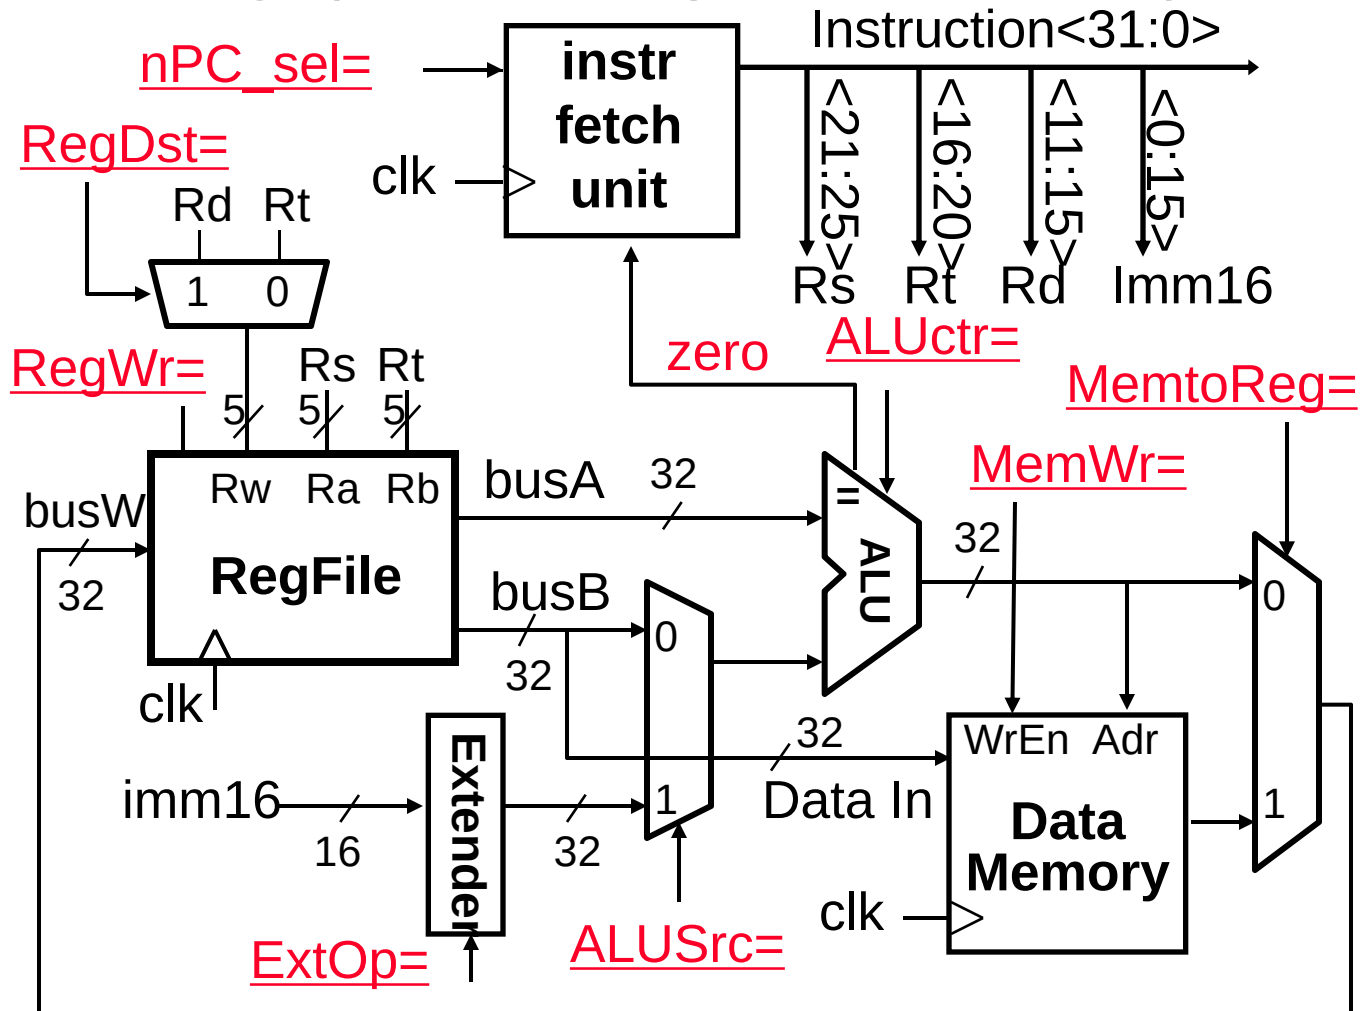 Instruction<31:0>
nPC_sel=
instr
fetch
unit
<21:25>
<16:20>
<11:15>
<0:15>
RegDst=
clk
Rd Rt
1 0
Rs Rt Rd Imm16
zero
ALUctr=
RegWr=
Rs Rt
MemtoReg=
5 5 5
MemWr=
busW
Rw Ra Rb
busA
32
=
ALU
32
RegFile
32
busB
0
0
32
clk
32
WrEn Adr
imm16
16
Extender
32
1
Data In
Data
Memory
1
clk
ExtOp=
ALUSrc=